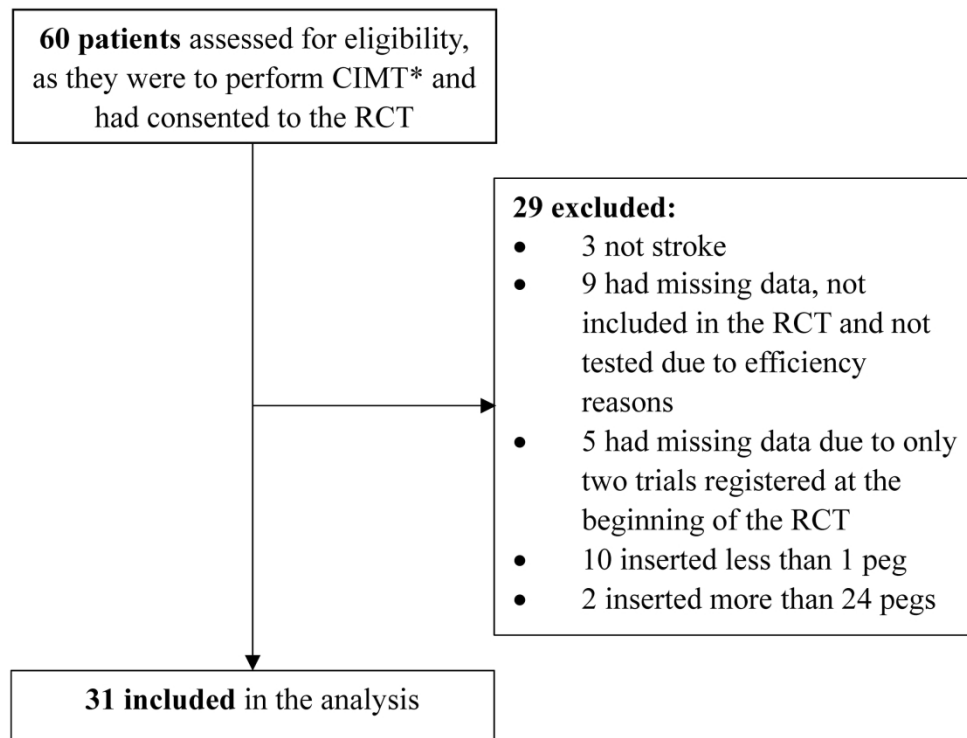 60 patients assessed for eligibility,
as they were to perform CIMT* and
had consented to the RCT
29 excluded:
• 3 not stroke
• 9 had missing data, not
included in the RCT and not
tested due to efficiency
reasons
• 5 had missing data due to only
two trials registered at the
beginning of the RCT
• 10 inserted less than 1 peg
• 2 inserted more than 24 pegs
31 included in the analysis